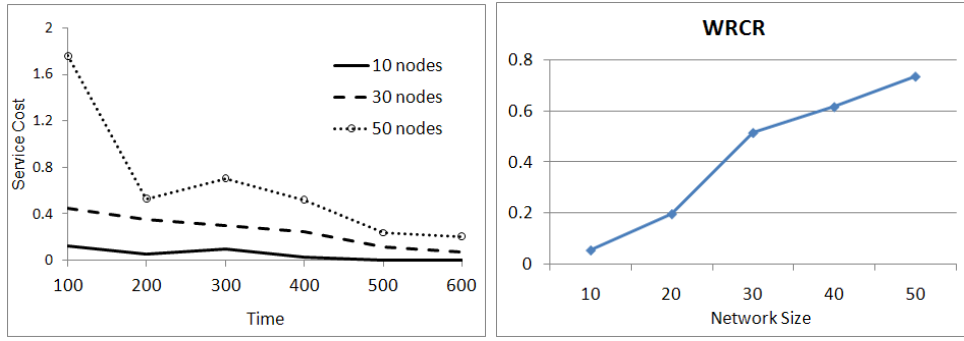 2
1.6
1.2
0.8
0.4
0
Service Cost
10 nodes
30 nodes
50 nodes
100 200 300 400 500 600
Time
WRCR
0.8
0.6
0.4
0.2
0
10 20 30 40 50
Network Size